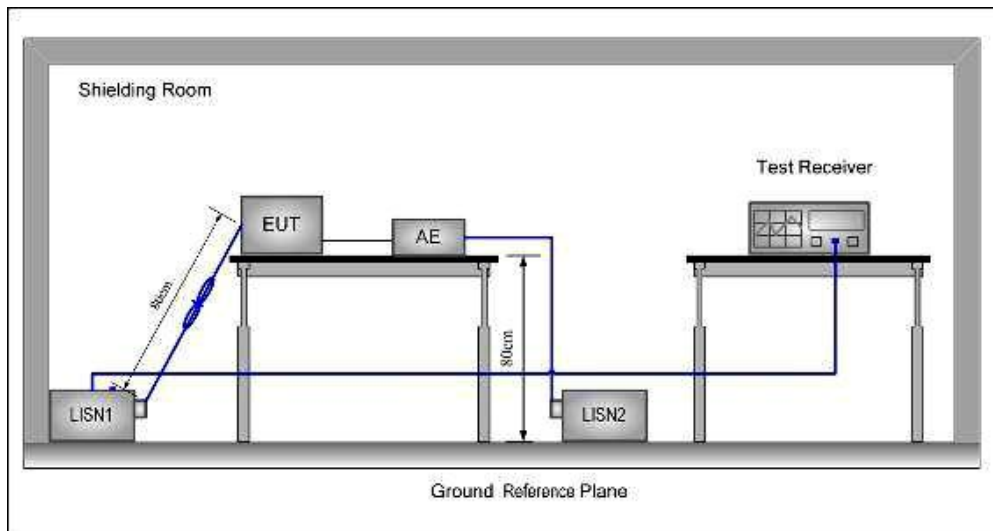 Shielding Room
Test Receiver
EUT
AE
80cm
80cm
LISN1
LISN2
Ground Reference Plane